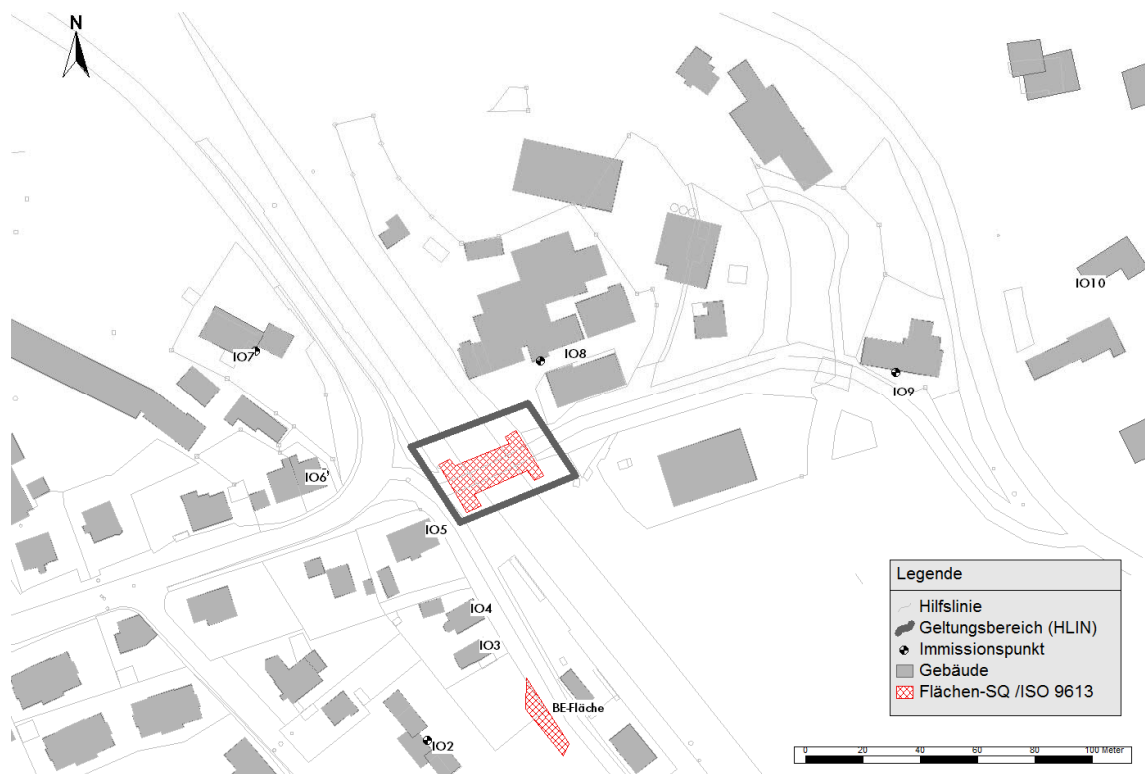 N
IO10
IO7
IO8
IO9
IO6'
IO5
IO4
IO3
BE-Fläche
IO2
Legende
Hilfslinie
Geltungsbereich (HLIN)
Immissionspunkt
Gebäude
Flächen-SQ /ISO 9613
0 20 40 60 80 100 Meter